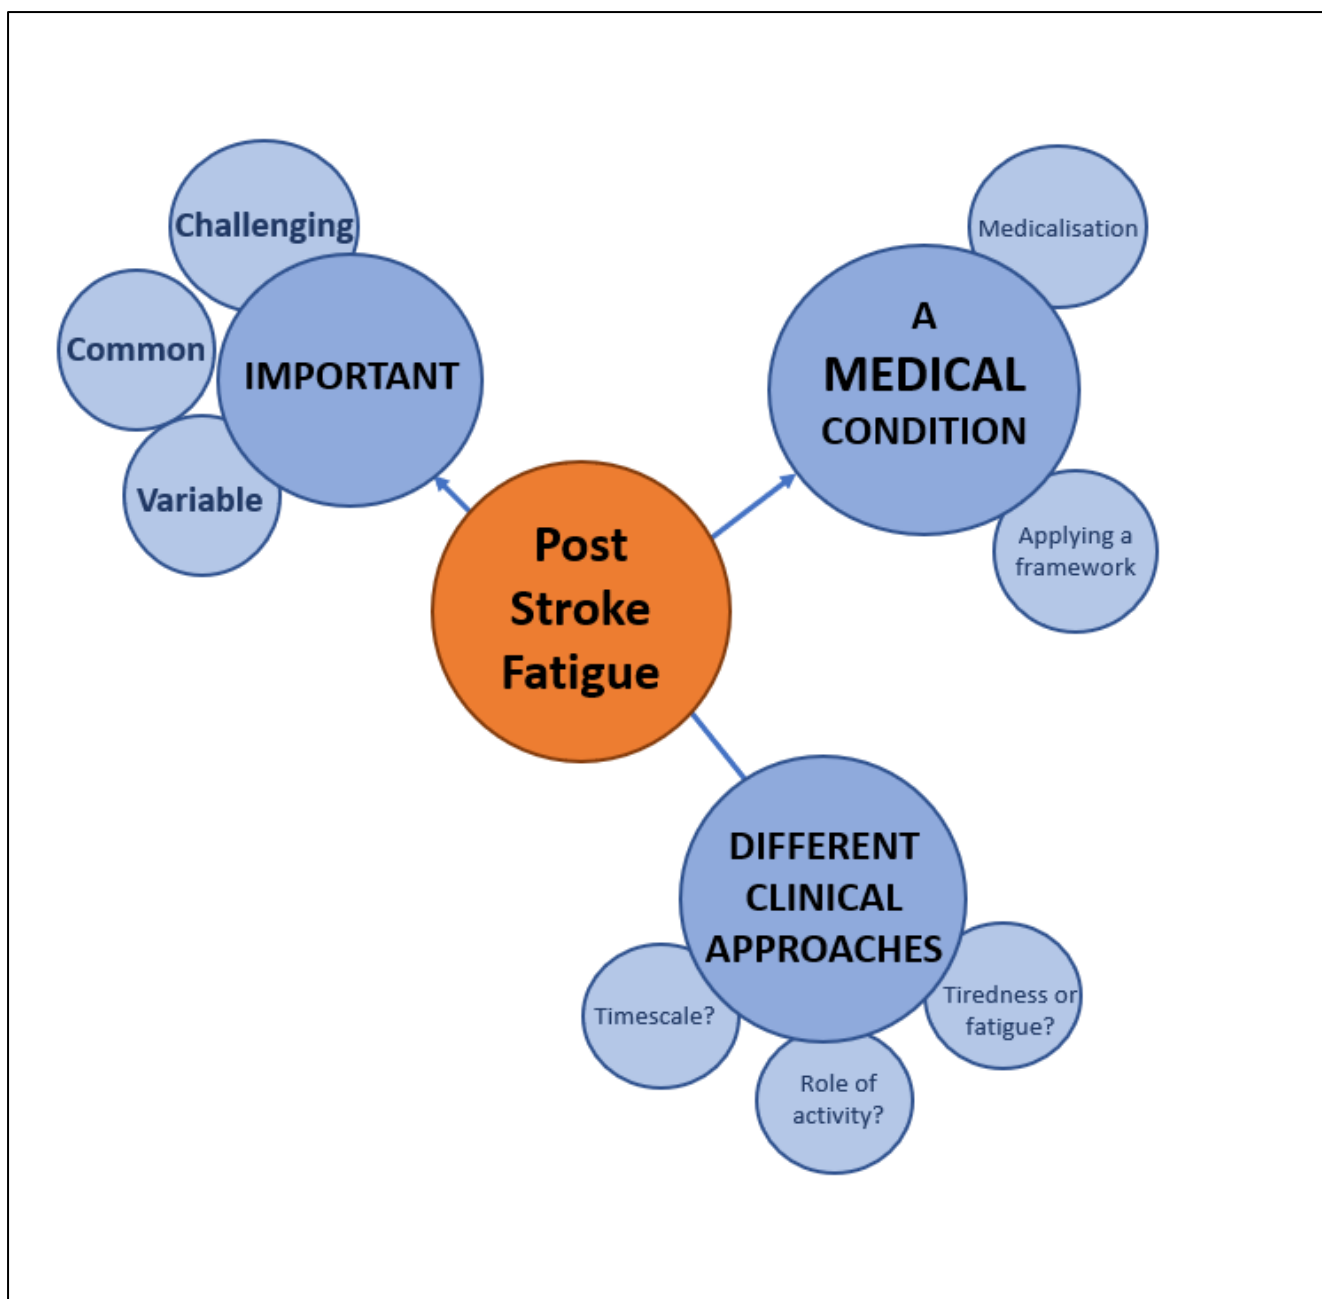 Challenging
Common
Variable
IMPORTANT
Post
Stroke
Fatigue
A
MEDICAL
CONDITION
Medicalisation
Applying a
framework
DIFFERENT
CLINICAL
APPROACHES
Timescale?
Role of
activity?
Tiredness or
fatigue?